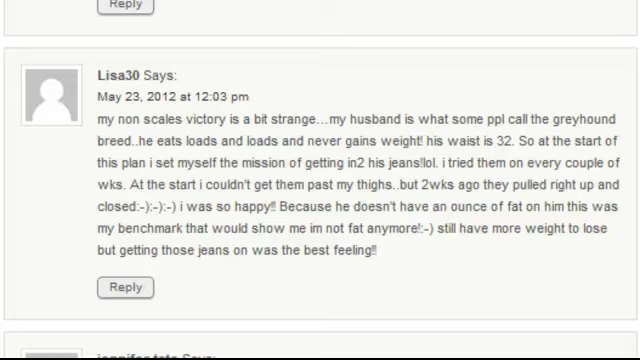 Reply
Lisa30 Says:
May 23, 2012 at 12:03 pm
my non scales victory is a bit strange…my husband is what some ppl call the greyhound
breed..he eats loads and loads and never gains weight! his waist is 32. So at the start of
this plan i set myself the mission of getting in2 his jeans!lol. i tried them on every couple of
wks. At the start i couldn't get them past my thighs..but 2wks ago they pulled right up and
closed:-):-):-) i was so happy!! Because he doesn't have an ounce of fat on him this was
my benchmark that would show me im not fat anymore!:-) still have more weight to lose
but getting those jeans on was the best feeling!!
Reply
jennifer tate Says: